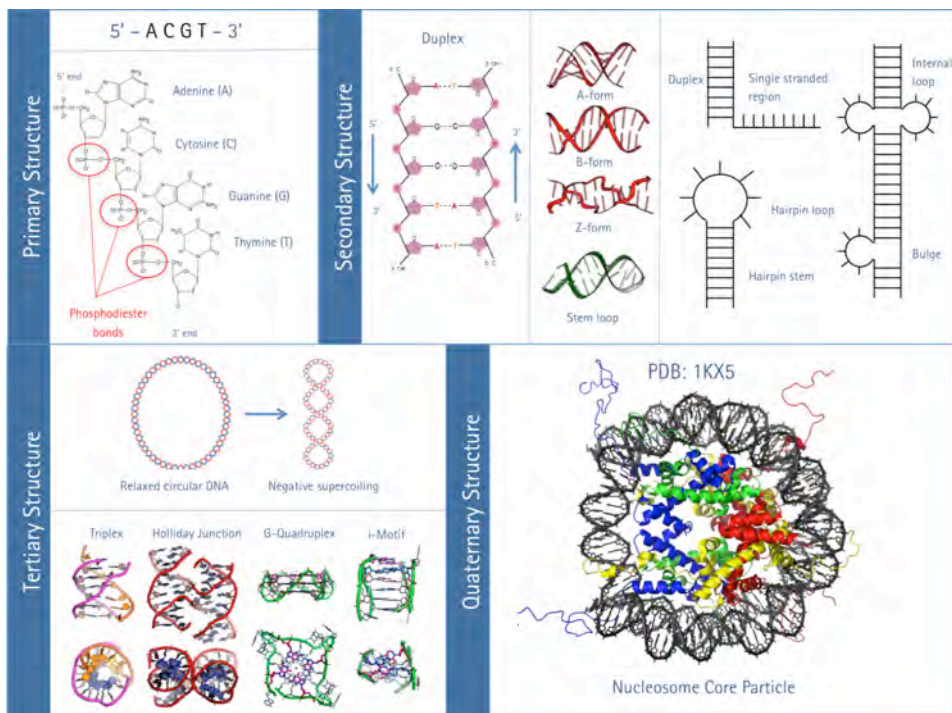 Primary Structure
5' – A C G T – 3'
5' end
Adenine (A)
Cytosine (C)
Guanine (G)
Thymine (T)
Phosphodiester
bonds
3' end
Secondary Structure
Duplex
5'
3'
3'
5'
A
T
G
C
C
G
T
A
A
T
A-form
B-form
Z-form
Stem loop
Duplex
Single stranded
region
Internal
loop
Hairpin loop
Hairpin stem
Bulge
Tertiary Structure
Relaxed circular DNA
Negative supercoiling
Triplex
Holliday Junction
G-Quadruplex
i-Motif
Quaternary Structure
PDB: 1KX5
Nucleosome Core Particle